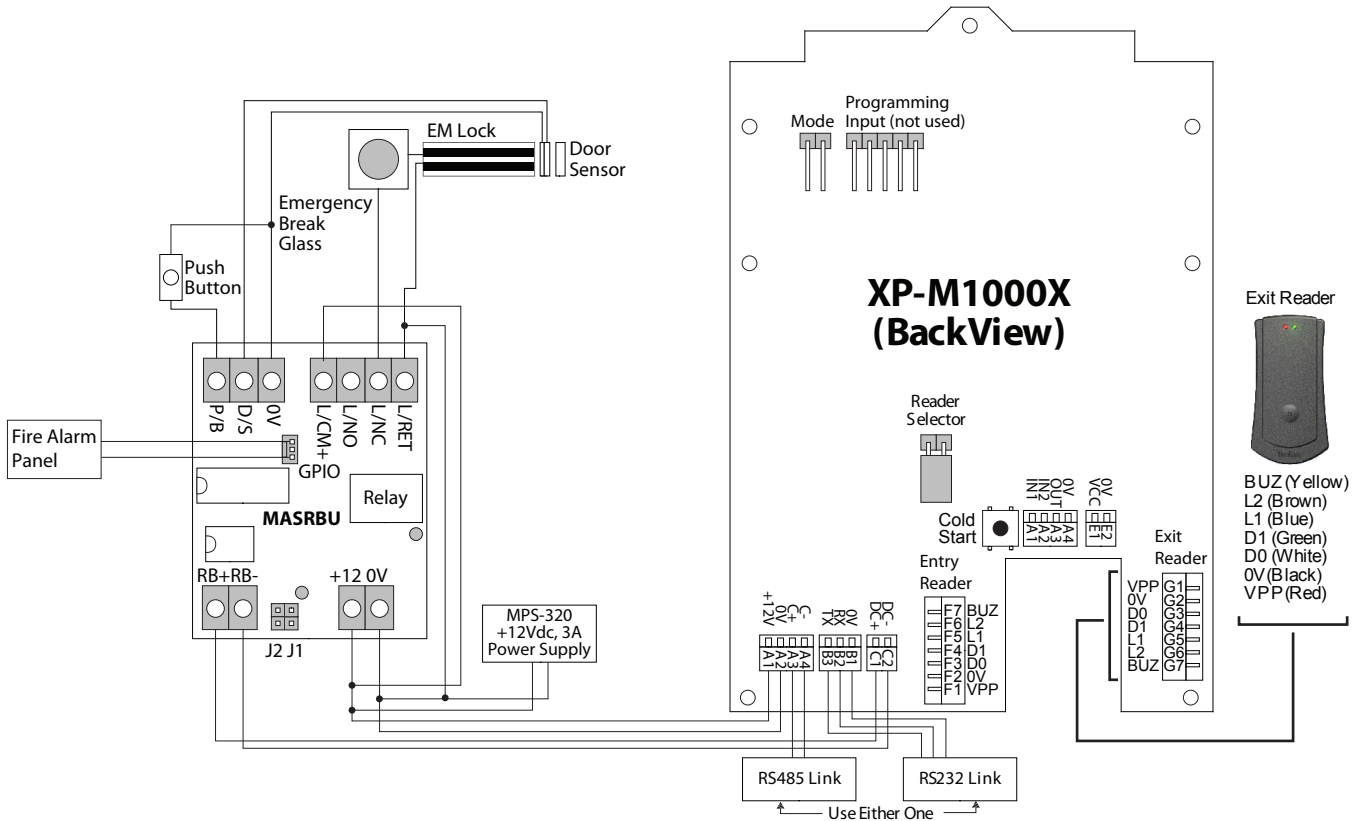 EM Lock
Door
Sensor
Emergency
Break
Glass
Push
Button
P/B
D/S
0V
L/CM+
L/NO
L/NC
L/RET
Fire Alarm
Panel
GPIO
Relay
MASRBU
RB+RB-
+12 0V
J2 J1
MPS-320
+12Vdc, 3A
Power Supply
Mode
Programming
Input (not used)
XP-M1000X
(BackView)
Reader
Selector
Cold
Start
IN1
IN2
OUT
0V
A1
A2
A3
A4
VCC
0V
E1
E2
Entry
Reader
F7 BUZ
F6 L2
F5 L1
F4 D1
F3 D0
F2 0V
F1 VPP
+12V
0V
C+
C-
A1
A2
A3
A4
TX
RX
0V
B3
B2
B1
DC+
DC-
C1
C2
Exit
Reader
VPP G1
0V G2
D0 G3
D1 G4
L1 G5
L2 G6
BUZ G7
Exit Reader
BUZ (Yellow)
L2 (Brown)
L1 (Blue)
D1 (Green)
D0 (White)
0V (Black)
VPP (Red)
RS485 Link
RS232 Link
Use Either One